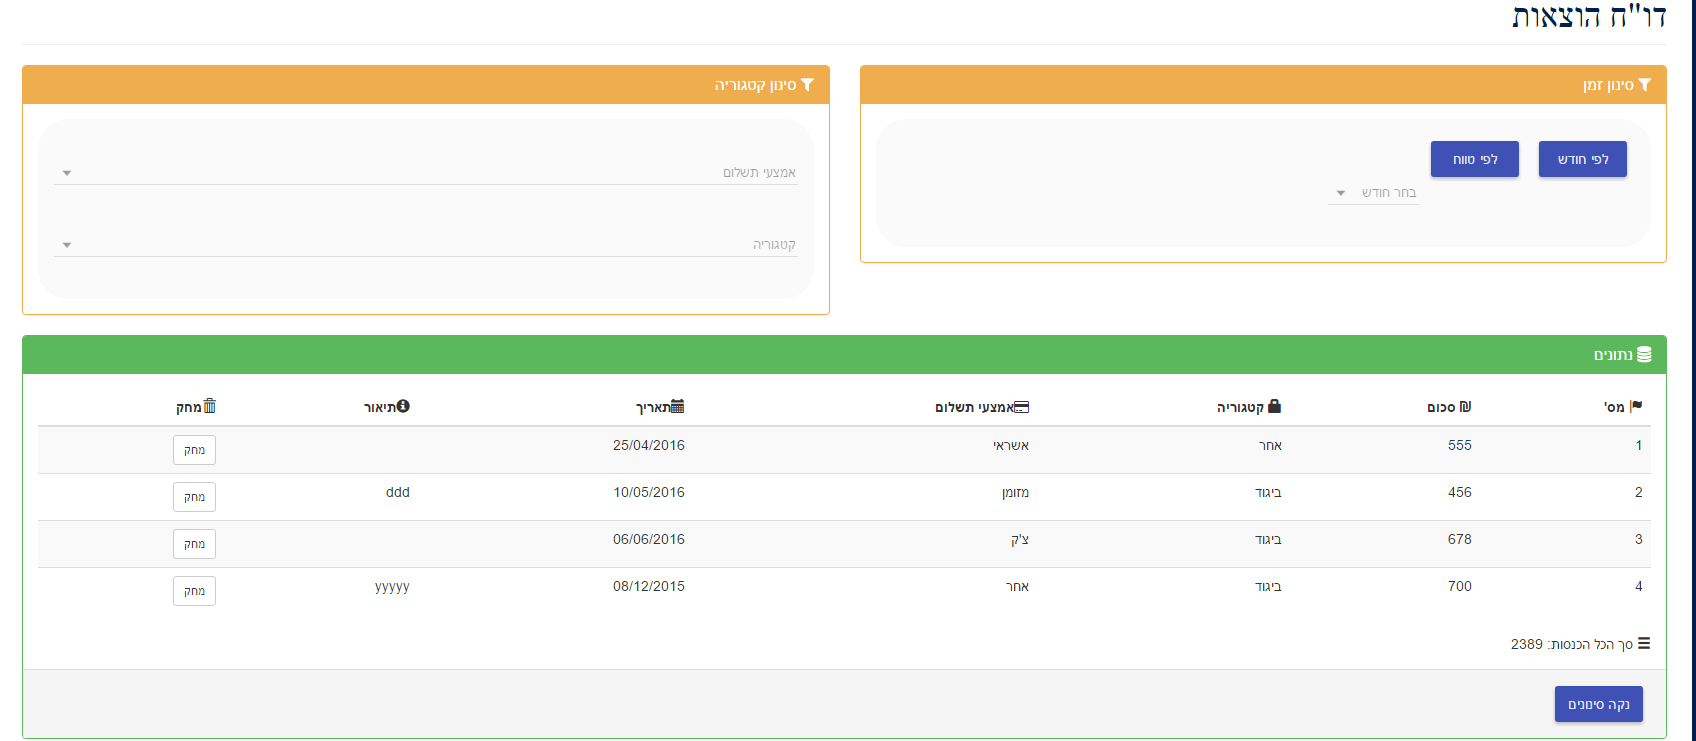 דו"ח הוצאות
סינון זמן
לפי חודש לפי טווח
בחר חודש
סינון קטגוריה
אמצעי תשלום
קטגוריה
נתונים
מס' ₪ סכום קטגוריה אמצעי תשלום תאריך תיאור מחק
1 555 אחר אשראי 25/04/2016 מחק
2 456 ביגוד מזומן 10/05/2016 ddd מחק
3 678 ביגוד צ'ק 06/06/2016 מחק
4 700 ביגוד אחר 08/12/2015 yyyyy מחק
סך הכל הכנסות: 2389
נקה סינונים